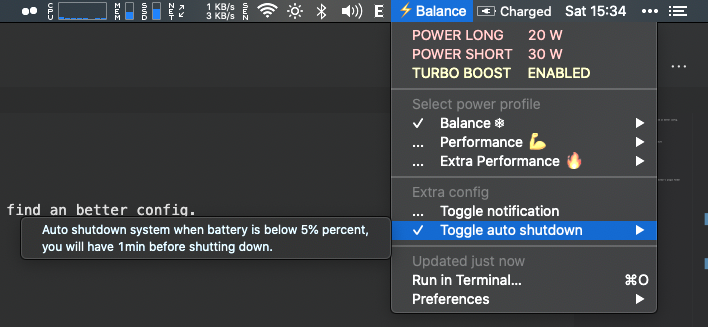 CPU MEM SSD NET 1 KB/s 3 KB/s SEN E ⚡Balance Charged Sat 15:34
POWER LONG 20 W
POWER SHORT 30 W
TURBO BOOST ENABLED
Select power profile
✓ Balance ❄
... Performance 💪
... Extra Performance 🔥
Extra config
find an better config.
... Toggle notification
✓ Toggle auto shutdown
Auto shutdown system when battery is below 5% percent,
you will have 1min before shutting down.
Updated just now
Run in Terminal... ⌘O
Preferences